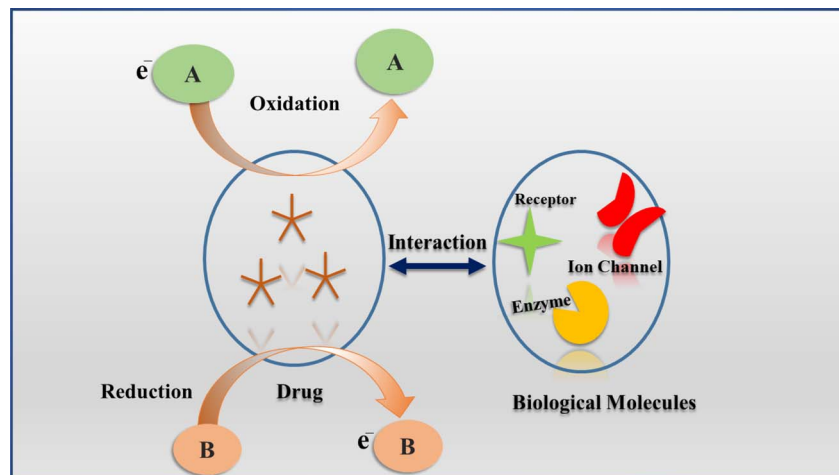 e⁻ A
A
Oxidation
Receptor
Interaction
Ion Channel
Enzyme
Reduction
Drug
Biological Molecules
B
e⁻ B